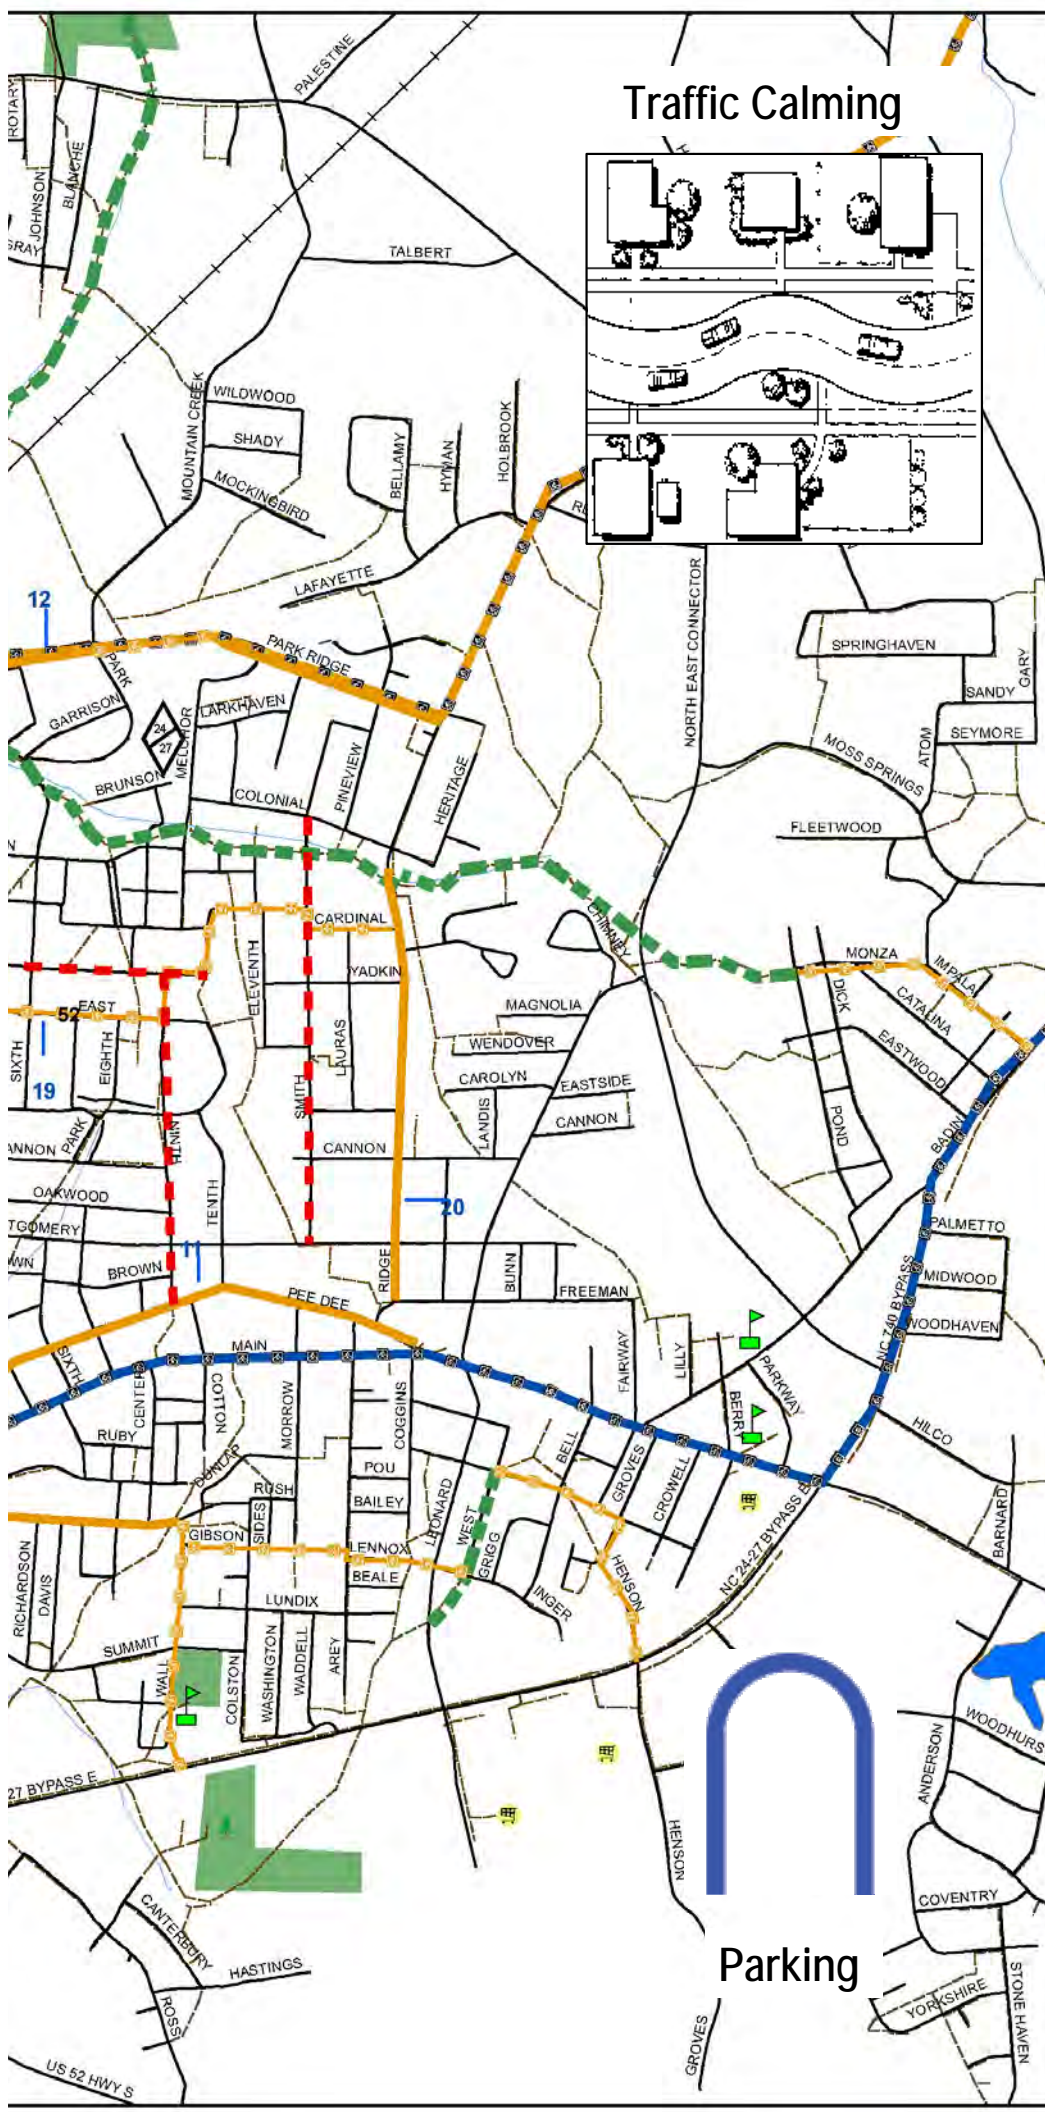 PALESTINE
Traffic Calming
ROTARY
JOHNSON
BLANCHE
GRAY
TALBERT
MOUNTAIN CREEK
WILDWOOD
SHADY
MOCKINGBIRD
BELLAMY
HYMAN
HOLBROOK
LAFAYETTE
NORTH EAST CONNECTOR
12
PARK RIDGE
PARK
SPRINGHAVEN
GARY
SANDY
SEYMORE
ATOM
MOSS SPRINGS
GARRISON
24
27
MELCHOR
LARKHAVEN
BRUNSON
COLONIAL
PINEVIEW
HERITAGE
FLEETWOOD
CARDINAL
CHIMNEY
ELEVENTH
YADKIN
MONZA
IMPALA
DICK
CATALINA
EAST
52
SIXTH
EIGHTH
19
MAGNOLIA
WENDOVER
LAURAS
SMITH
CAROLYN
EASTSIDE
EASTWOOD
LANDIS
CANNON
POND
BADIN
PARK
NINTH
ANNON
CANNON
OAKWOOD
TENTH
20
TGOMERY
11
PALMETTO
WN
BROWN
RIDGE
BUNN
FREEMAN
MIDWOOD
NC 740 BYPASS
WOODHAVEN
PEE DEE
SIXTH
MAIN
FAIRWAY
LILLY
PARKWAY
CENTER
COTTON
MORROW
COGGINS
BERRY
RUBY
BELL
HILCO
DUNLAP
POU
GROVES
CROWELL
RUSH
BAILEY
LEONARD
WEST
BARNARD
SIDES
GIBSON
LENNOX
GRIGG
NC 24-27 BYPASS E
RICHARDSON
DAVIS
BEALE
HENSON
LUNDIX
INGER
SUMMIT
WALL
COLSTON
WASHINGTON
WADDELL
AREY
WOODHURS
ANDERSON
27 BYPASS E
HENSON
COVENTRY
CANTERBURY
HASTINGS
Parking
YORKSHIRE
STONE HAVEN
ROSS
GROVES
US 52 HWY S